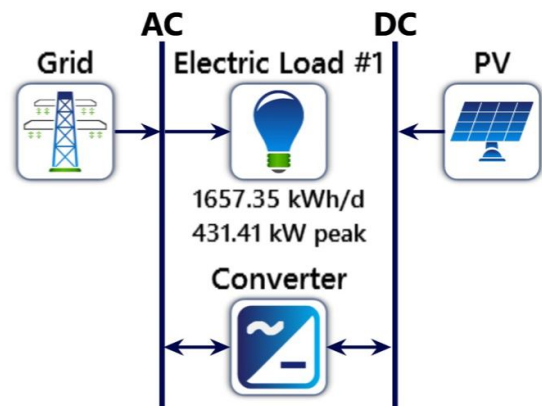 AC
DC
Grid
Electric Load #1
PV
1657.35 kWh/d
431.41 kW peak
Converter